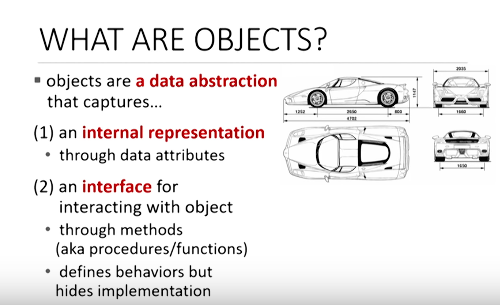 WHAT ARE OBJECTS?
▪ objects are a data abstraction
that captures…
(1) an internal representation
• through data attributes
(2) an interface for
interacting with object
• through methods
(aka procedures/functions)
• defines behaviors but
hides implementation
2035
1147
1252 2650 800
4702
1660